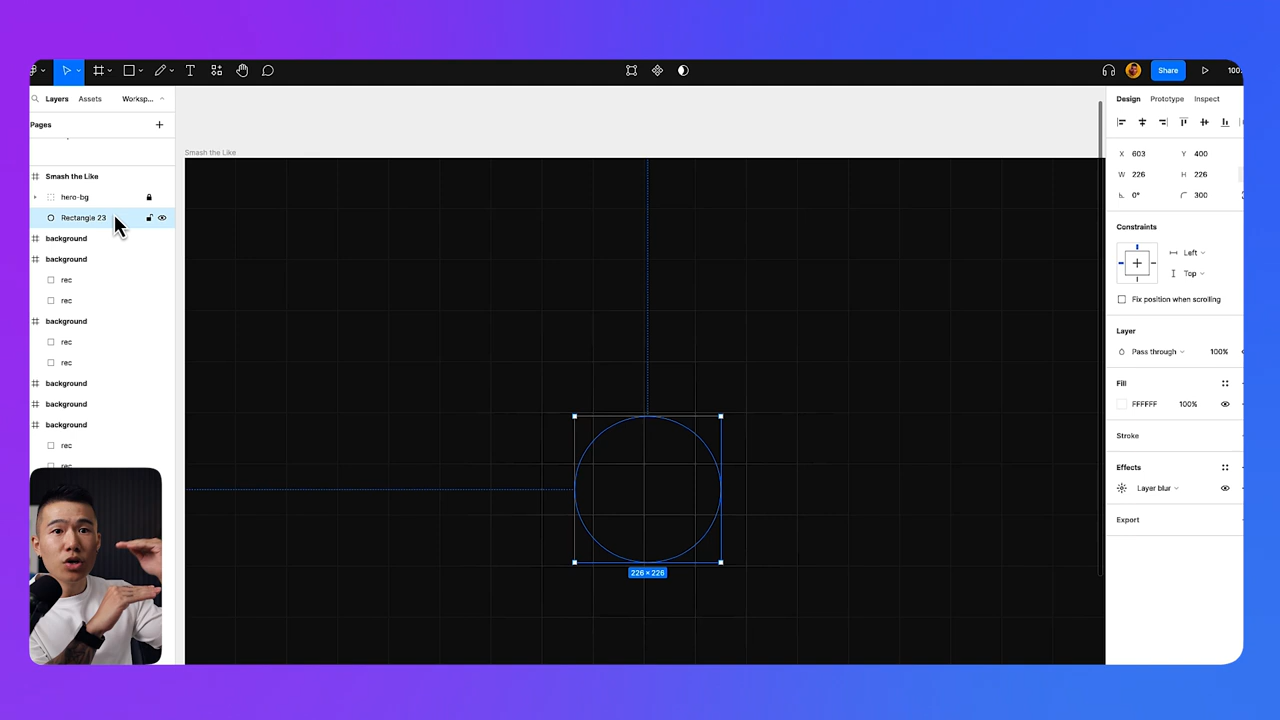 100
Share
Layers Assets Worksp...
Pages
Smash the Like
hero-bg
Rectangle 23
background
background
rec
rec
background
rec
rec
background
background
background
rec
rec
Smash the Like
226 × 226
Design Prototype Inspect
X 603 Y 400
W 226 H 226
0° 300
Constraints
Left
Top
Fix position when scrolling
Layer
Pass through 100%
Fill
FFFFFF 100%
Stroke
Effects
Layer blur
Export